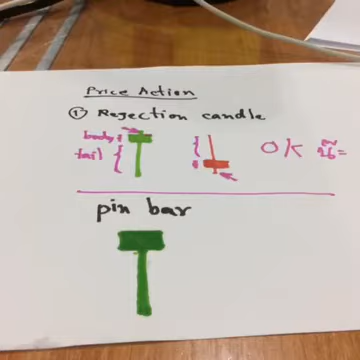 Price Action
① Rejection candle
body
tail
OK
pin bar